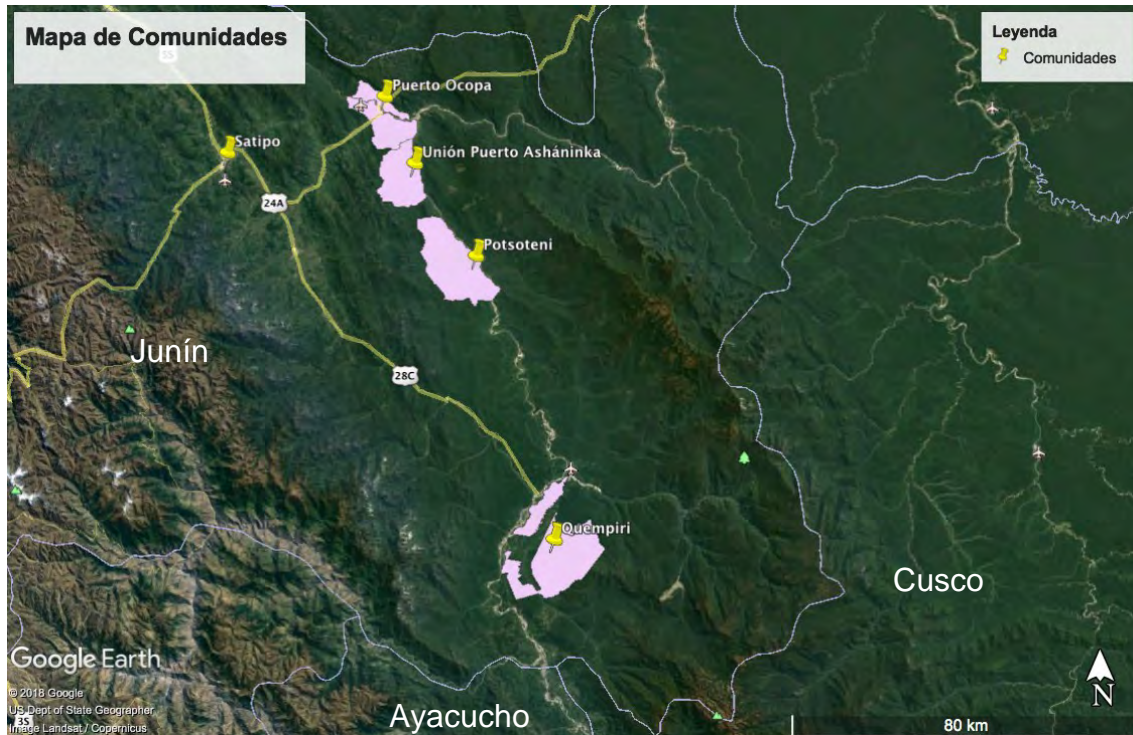 Mapa de Comunidades
Leyenda
Comunidades
Puerto Ocopa
Satipo
Unión Puerto Asháninka
24A
Potsoteni
Junín
28C
Quempiri
Cusco
Google Earth
© 2018 Google
US Dept of State Geographer
Image Landsat / Copernicus
3S
Ayacucho
N
80 km